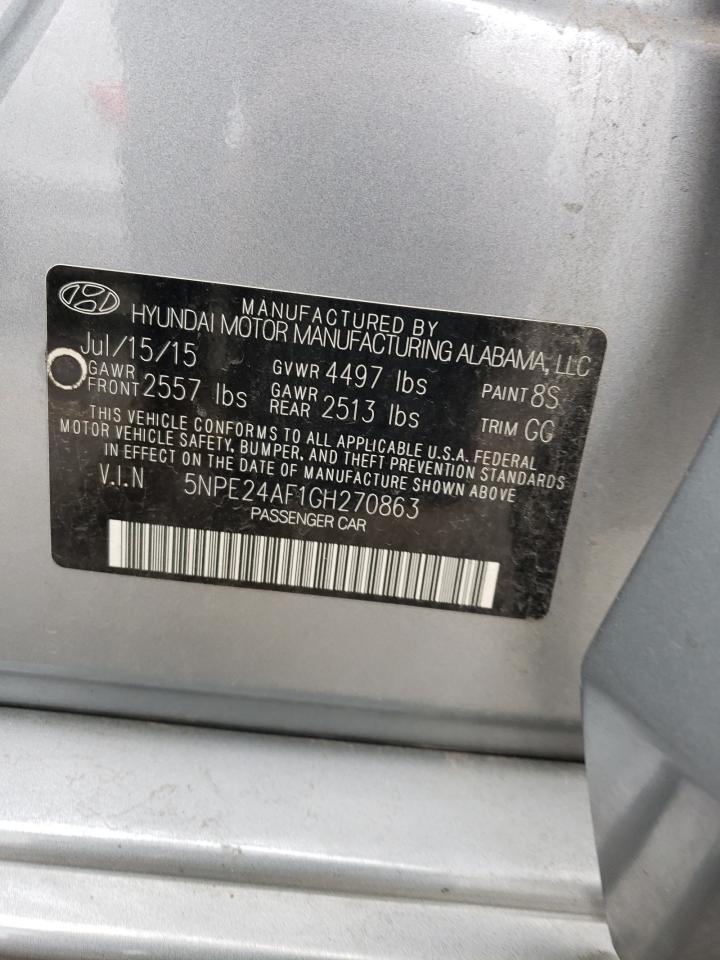 MANUFACTURED BY
HYUNDAI MOTOR MANUFACTURING ALABAMA, LLC
Jul/15/15 GVWR 4497 lbs PAINT 8S
GAWR FRONT 2557 lbs GAWR REAR 2513 lbs TRIM GG
THIS VEHICLE CONFORMS TO ALL APPLICABLE U.S.A. FEDERAL
MOTOR VEHICLE SAFETY, BUMPER, AND THEFT PREVENTION STANDARDS
IN EFFECT ON THE DATE OF MANUFACTURE SHOWN ABOVE
V.I.N 5NPE24AF1GH270863
PASSENGER CAR